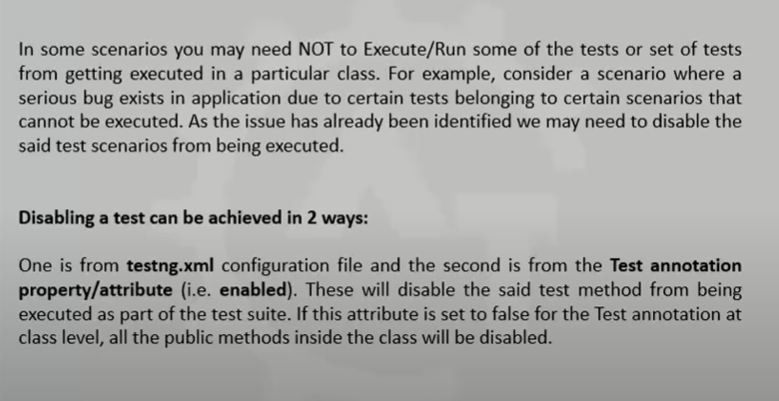 In some scenarios you may need NOT to Execute/Run some of the tests or set of tests
from getting executed in a particular class. For example, consider a scenario where a
serious bug exists in application due to certain tests belonging to certain scenarios that
cannot be executed. As the issue has already been identified we may need to disable the
said test scenarios from being executed.
Disabling a test can be achieved in 2 ways:
One is from testng.xml configuration file and the second is from the Test annotation
property/attribute (i.e. enabled). These will disable the said test method from being
executed as part of the test suite. If this attribute is set to false for the Test annotation at
class level, all the public methods inside the class will be disabled.